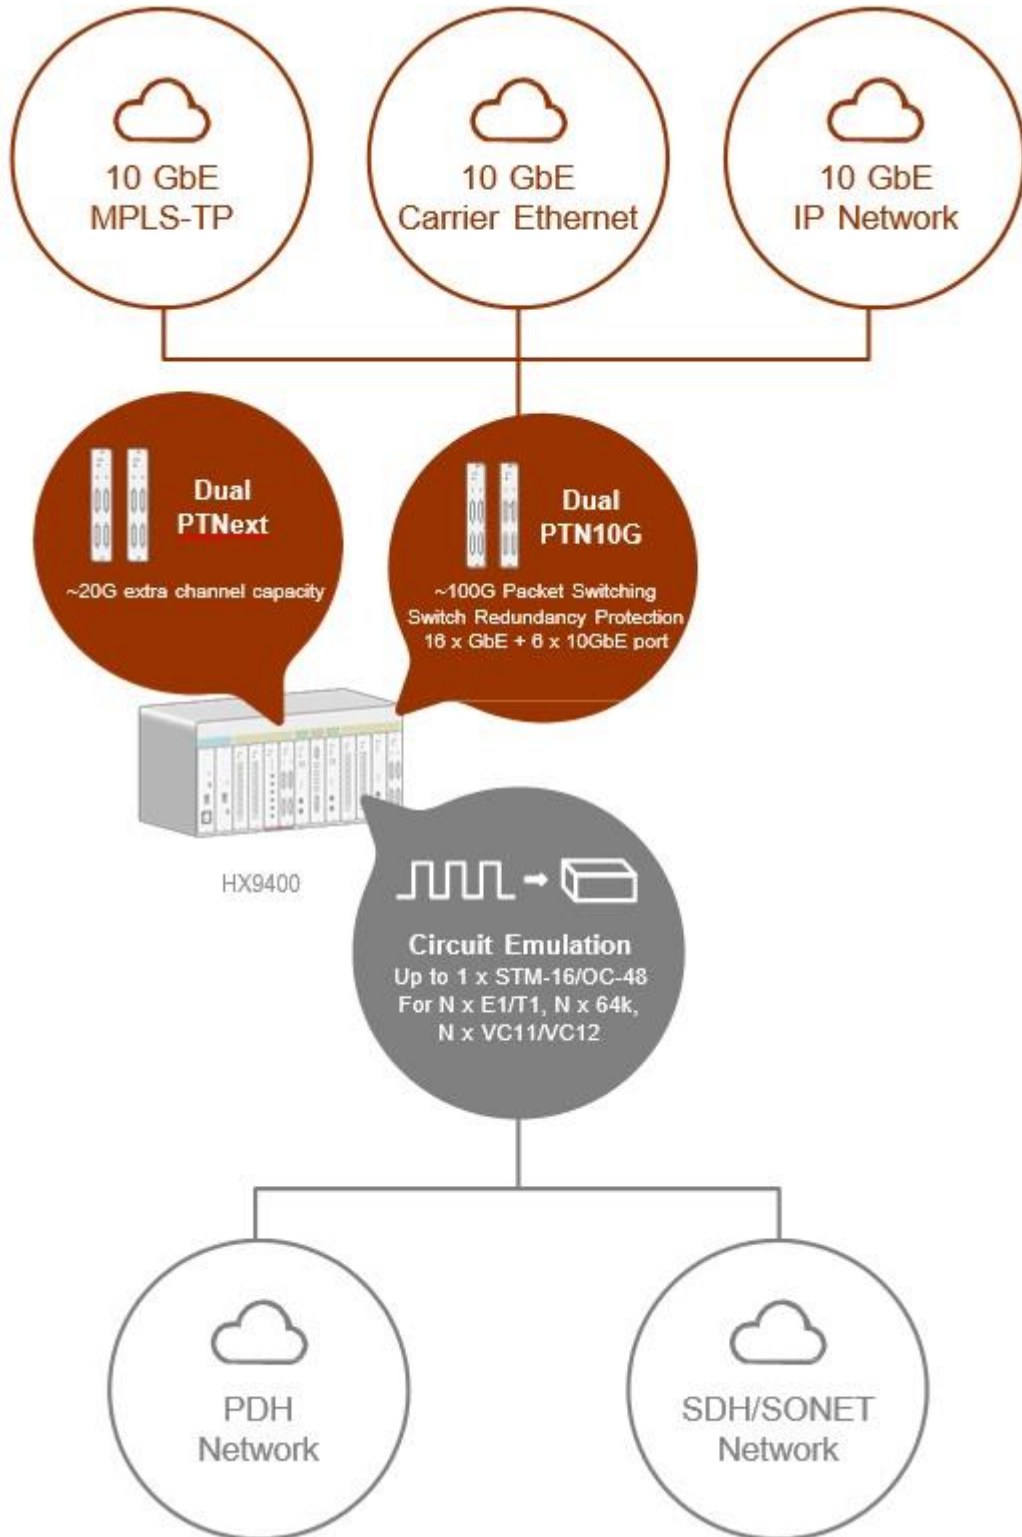 10 GbE
MPLS-TP
10 GbE
Carrier Ethernet
10 GbE
IP Network
Dual
PTNext
~20G extra channel capacity
Dual
PTN10G
~100G Packet Switching
Switch Redundancy Protection
16 x GbE + 6 x 10GbE port
HX9400
Circuit Emulation
Up to 1 x STM-16/OC-48
For N x E1/T1, N x 64k,
N x VC11/VC12
PDH
Network
SDH/SONET
Network